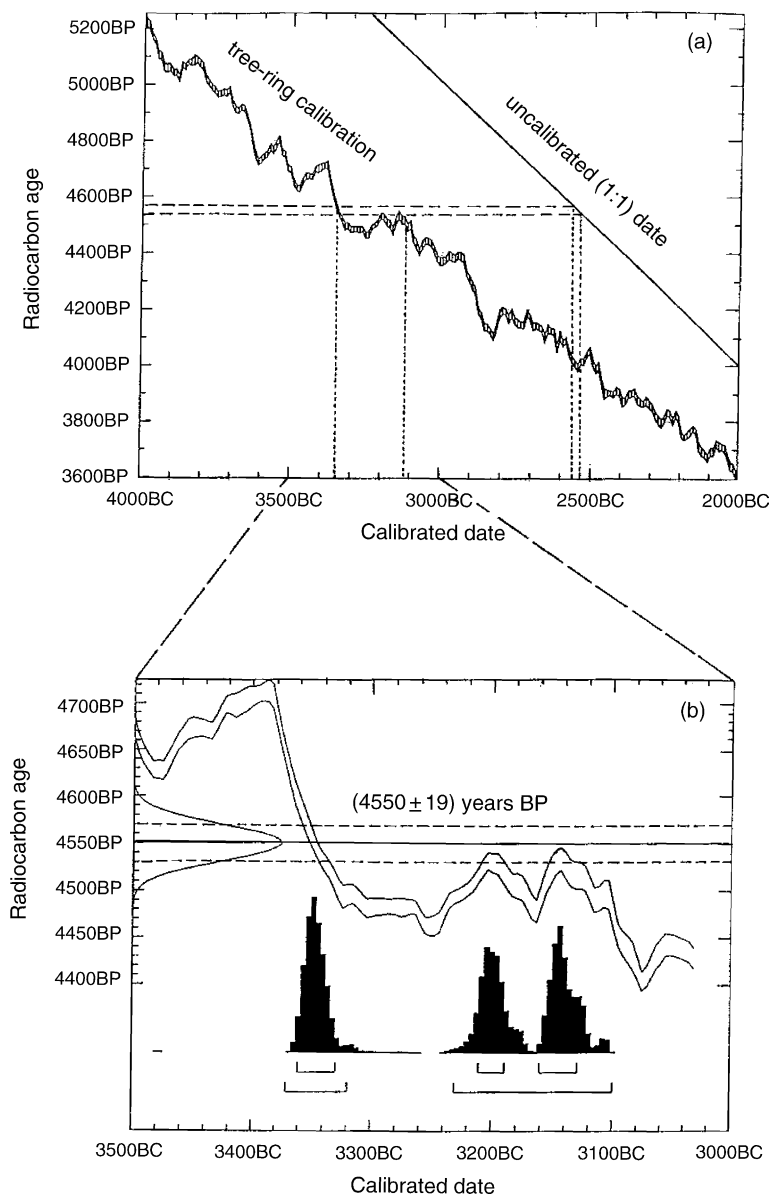 (a)
5200BP
5000BP
4800BP
4600BP
4400BP
4200BP
4000BP
3800BP
3600BP
Radiocarbon age
tree-ring calibration
uncalibrated (1:1) date
4000BC 3500BC 3000BC 2500BC 2000BC
Calibrated date
(b)
4700BP
4650BP
4600BP
4550BP
4500BP
4450BP
4400BP
Radiocarbon age
(4550 ± 19) years BP
3500BC 3400BC 3300BC 3200BC 3100BC 3000BC
Calibrated date